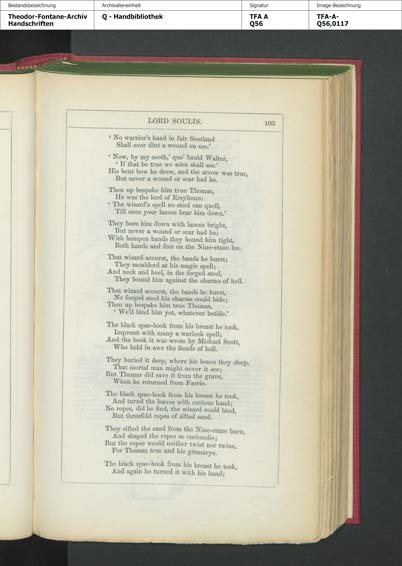 Bestandsbezeichnung
Theodor-Fontane-Archiv
Handschriften
Archivalieneinheit
Q - Handbibliothek
Signatur
TFA A
Q56
Image-Bezeichnung
TFA-A-
Q56,0117
LORD SOULIS. 103
‘ No warrior's hand in fair Scotland
Shall ever dint a wound on me.’
‘ Now, by my sooth,’ quo' bauld Walter,
‘ If that be true we soon shall see.’
His bent bow he drew, and the arrow was true,
But never a wound or scar had he.
Then up bespake him true Thomas,
He was the lord of Ersyltoun:
‘ The wizard's spell no steel can quell,
Till once your lances bear him down.’
They bore him down with lances bright,
But never a wound or scar had he;
With hempen bands they bound him tight,
Both hands and feet on the Nine-stane lee.
That wizard accurst, the bands he burst;
They moulderd at his magic spell;
And neck and heel, in the forged steel,
They bound him against the charms of hell.
That wizard accurst, the bands he burst,
No forged steel his charms could bide;
Then up bespake him true Thomas,
‘ We'll bind him yet, whatever betide.’
The black spae-book from his breast he took,
Imprest with many a warlock spell;
And the book it was wrote by Michael Scott,
Who held in awe the fiends of hell.
They buried it deep, where his bones they sleep,
That mortal man might never it see;
But Thomas did save it from the grave,
When he returned from Faerie.
The black spae-book from his breast he took,
And turnd the leaves with curious hand;
No ropes, did he find, the wizard could bind,
But threefold ropes of sifted sand.
They sifted the sand from the Nine-stane burn,
And shaped the ropes so curiouslie;
But the ropes would neither twist nor twine,
For Thomas true and his gramarye.
The black spae-book from his breast he took,
And again he turned it with his hand;